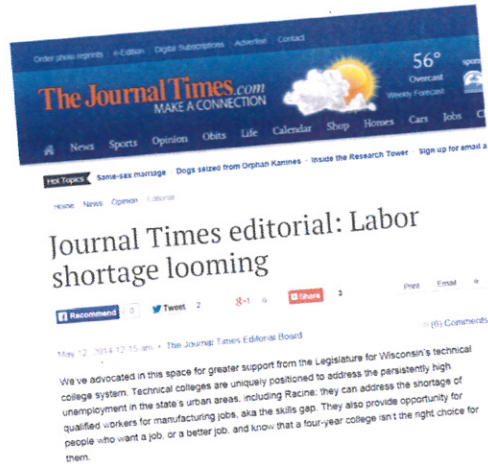 Order photo reprints e-Edition Digital Subscriptions Advertise Contact
The Journal Times.com
MAKE A CONNECTION
56°
Overcast
Weekly Forecast
News Sports Opinion Obits Life Calendar Shop Homes Cars Jobs
Hot Topics Same-sex marriage Dogs seized from Orphan Kanines Inside the Research Tower Sign up for email a
Home News Opinion Editorial
Journal Times editorial: Labor
shortage looming
Recommend 0 Tweet 2 g+1 0 Share 3 Print Email
May 12, 2014 12:15 am • The Journal Times Editorial Board (6) Comments
We've advocated in this space for greater support from the Legislature for Wisconsin's technical
college system. Technical colleges are uniquely positioned to address the persistently high
unemployment in the state's urban areas, including Racine; they can address the shortage of
qualified workers for manufacturing jobs, aka the skills gap. They also provide opportunity for
people who want a job, or a better job, and know that a four-year college isn't the right choice for
them.